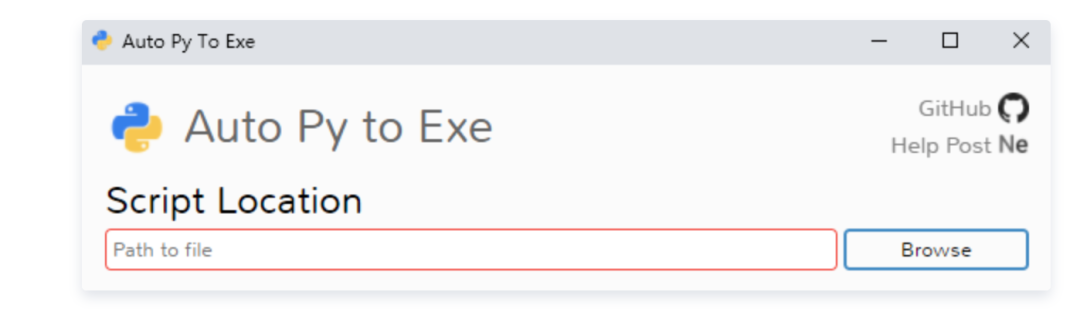 Auto Py To Exe
Auto Py to Exe
GitHub
Help Post Ne
Script Location
Path to file
Browse